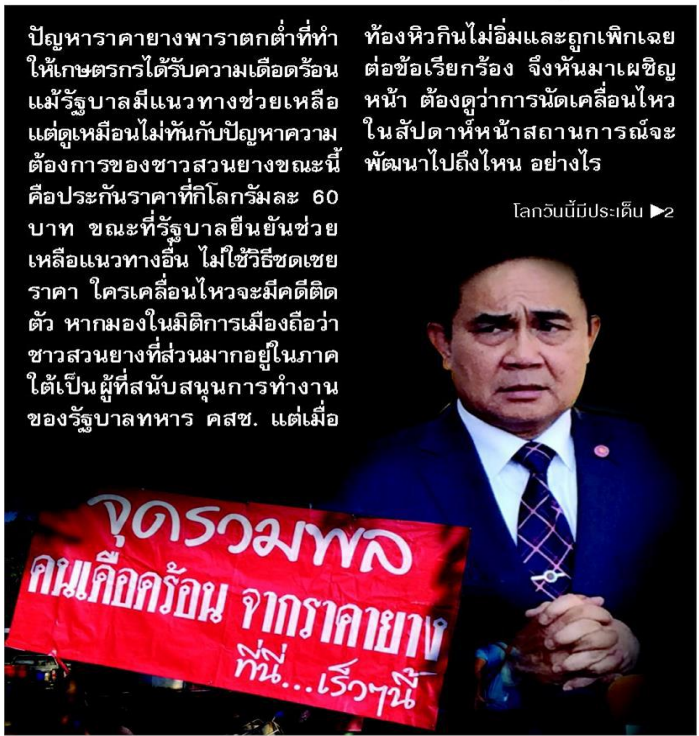 ปัญหาราคายางพาราตกต่ำที่ทำ
ให้เกษตรกรได้รับความเดือดร้อน
แม้รัฐบาลมีแนวทางช่วยเหลือ
แต่ดูเหมือนไม่ทันกับปัญหาความ
ต้องการของชาวสวนยางขณะนี้
คือประกันราคาที่กิโลกรัมละ 60
บาท ขณะที่รัฐบาลยืนยันช่วย
เหลือแนวทางอื่น ไม่ใช้วิธีชดเชย
ราคา ใครเคลื่อนไหวจะมีคดีติด
ตัว หากมองในมิติการเมืองถือว่า
ชาวสวนยางที่ส่วนมากอยู่ในภาค
ใต้เป็นผู้ที่สนับสนุนการทำงาน
ของรัฐบาลทหาร คสช. แต่เมื่อ
ท้องหิวกินไม่อิ่มและถูกเพิกเฉย
ต่อข้อเรียกร้อง จึงหันมาเผชิญ
หน้า ต้องดูว่าการนัดเคลื่อนไหว
ในสัปดาห์หน้าสถานการณ์จะ
พัฒนาไปถึงไหน อย่างไร
โลกวันนี้มีประเด็น ▶2
จุดรวมพล
คนเดือดร้อน จากราคายาง
ที่นี่...เร็วๆนี้